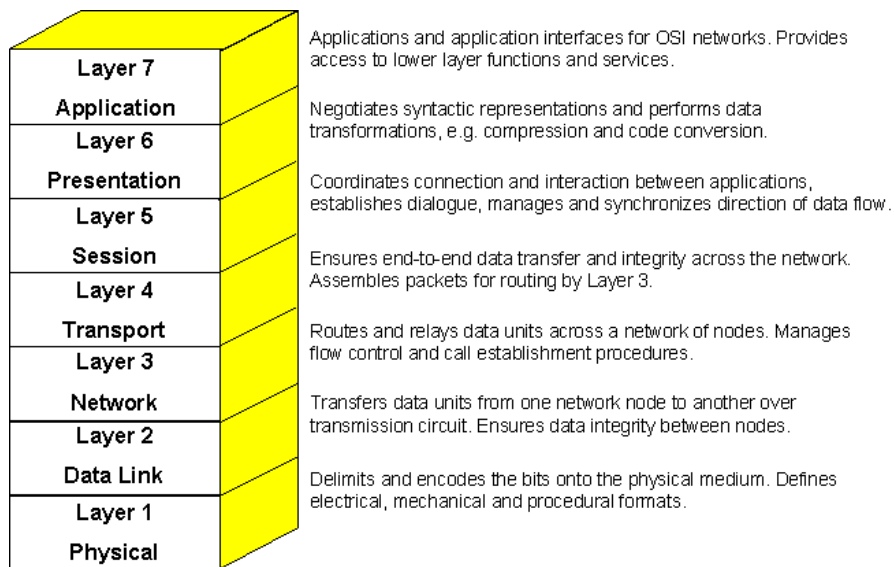 Layer 7
Application
Applications and application interfaces for OSI networks. Provides
access to lower layer functions and services.
Layer 6
Presentation
Negotiates syntactic representations and performs data
transformations, e.g. compression and code conversion.
Layer 5
Session
Coordinates connection and interaction between applications,
establishes dialogue, manages and synchronizes direction of data flow.
Layer 4
Transport
Ensures end-to-end data transfer and integrity across the network.
Assembles packets for routing by Layer 3.
Layer 3
Network
Routes and relays data units across a network of nodes. Manages
flow control and call establishment procedures.
Layer 2
Data Link
Transfers data units from one network node to another over
transmission circuit. Ensures data integrity between nodes.
Layer 1
Physical
Delimits and encodes the bits onto the physical medium. Defines
electrical, mechanical and procedural formats.